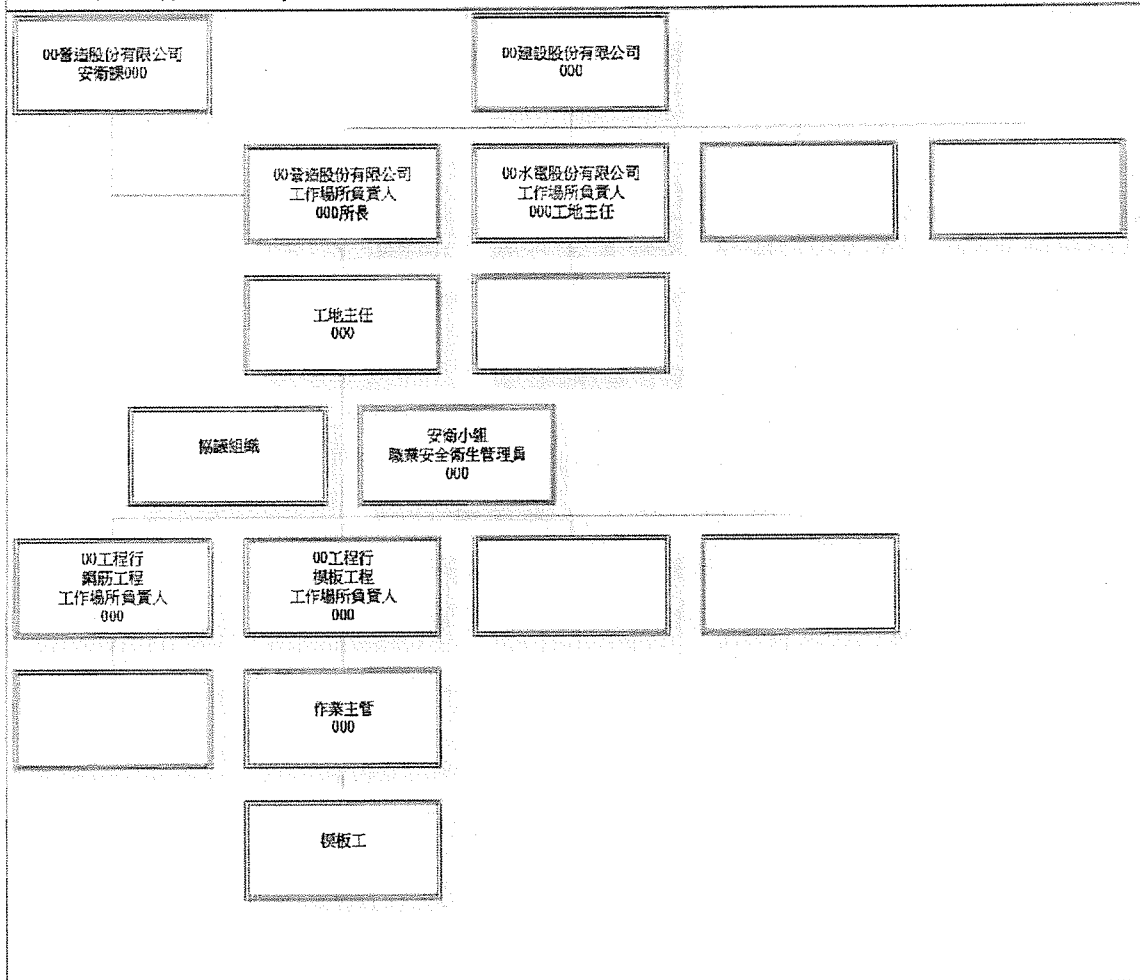 00營造股份有限公司
安衛課000
00建設股份有限公司
000
00營造股份有限公司
工作場所負責人
000所長
00水電股份有限公司
工作場所負責人
000工地主任
工地主任
000
協議組織
安衛小組
職業安全衛生管理員
000
00工程行
鋼筋工程
工作場所負責人
000
00工程行
模板工程
工作場所負責人
000
作業主管
000
模板工